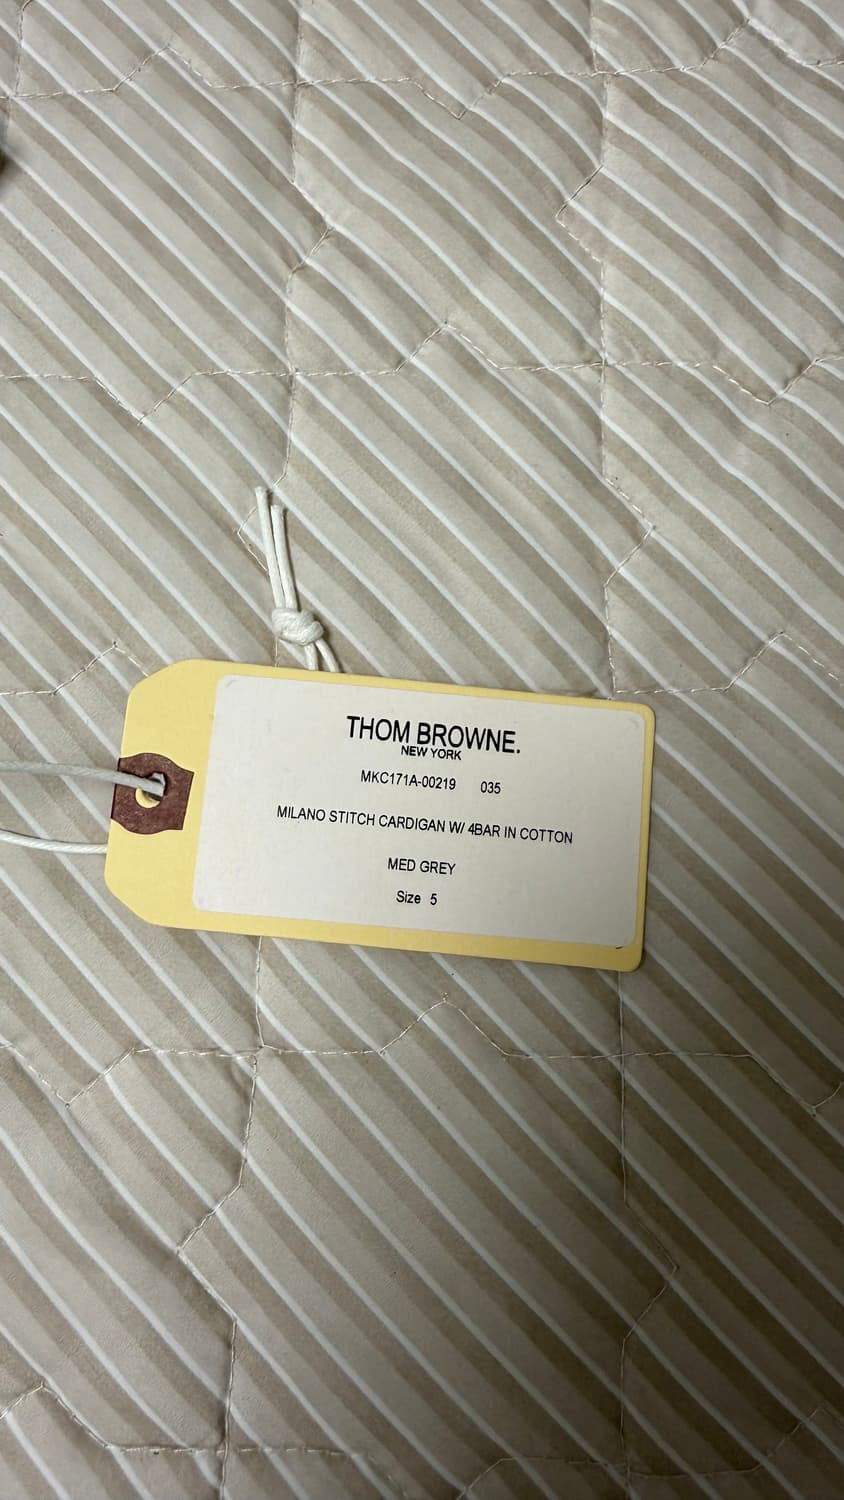 THOM BROWNE.
NEW YORK
MKC171A-00219 035
MILANO STITCH CARDIGAN W/ 4BAR IN COTTON
MED GREY
Size 5